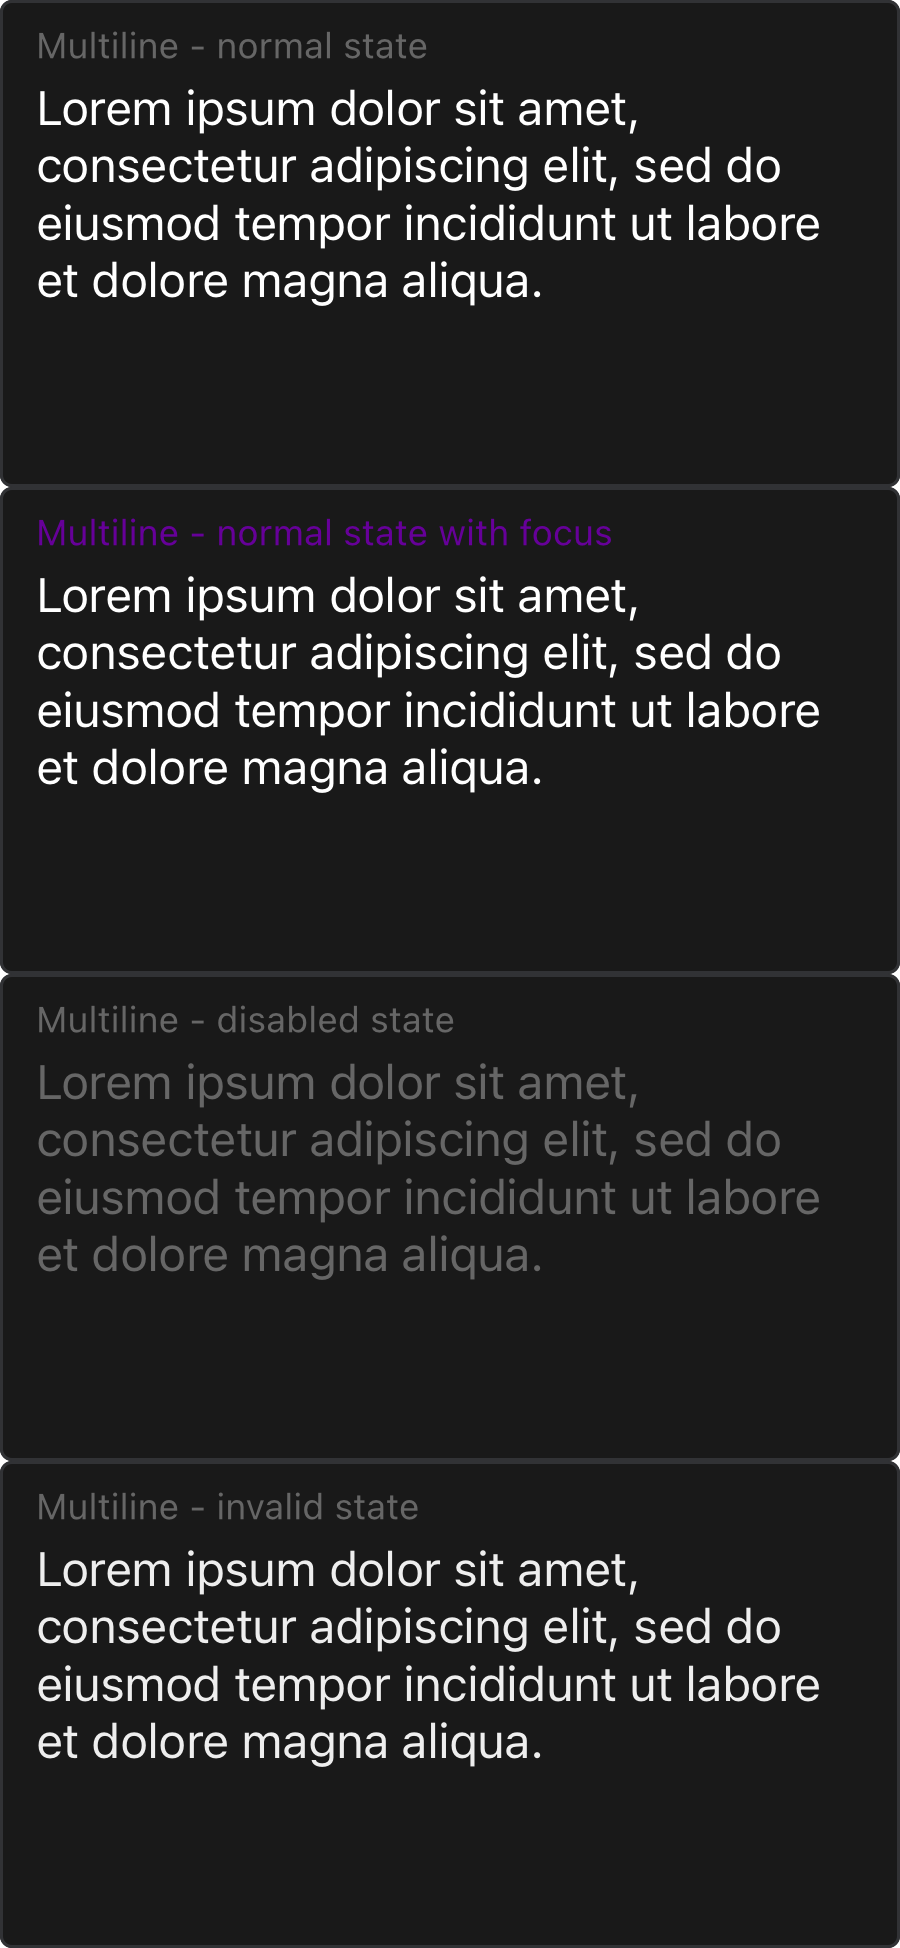 Multiline - normal state
Lorem ipsum dolor sit amet,
consectetur adipiscing elit, sed do
eiusmod tempor incididunt ut labore
et dolore magna aliqua.
Multiline - normal state with focus
Lorem ipsum dolor sit amet,
consectetur adipiscing elit, sed do
eiusmod tempor incididunt ut labore
et dolore magna aliqua.
Multiline - disabled state
Lorem ipsum dolor sit amet,
consectetur adipiscing elit, sed do
eiusmod tempor incididunt ut labore
et dolore magna aliqua.
Multiline - invalid state
Lorem ipsum dolor sit amet,
consectetur adipiscing elit, sed do
eiusmod tempor incididunt ut labore
et dolore magna aliqua.